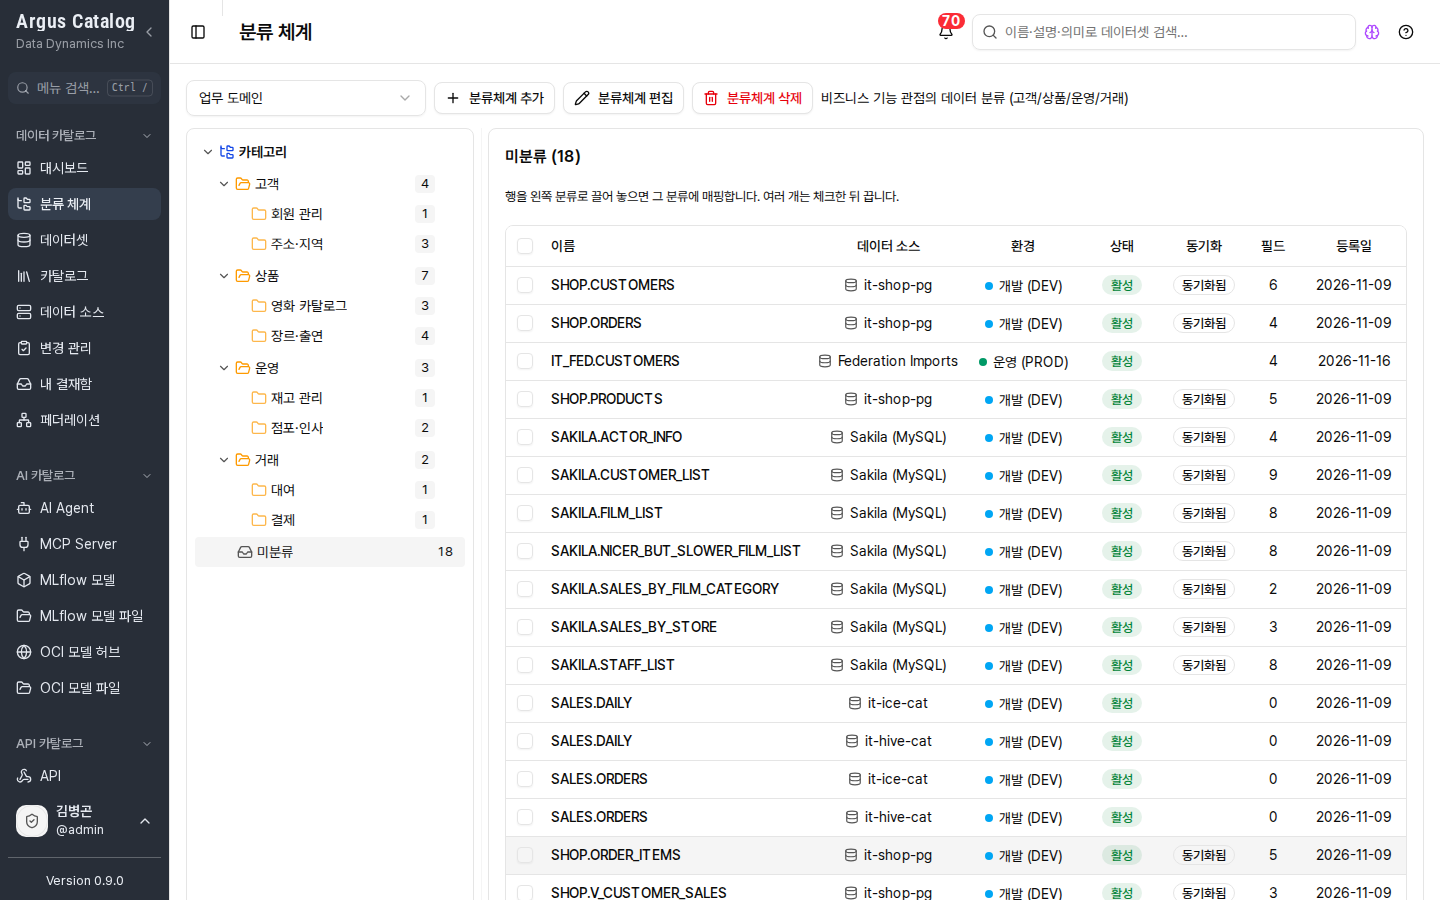 Argus Catalog
Data Dynamics Inc
메뉴 검색... Ctrl /
데이터 카탈로그
대시보드
분류 체계
데이터셋
카탈로그
데이터 소스
변경 관리
내 결재함
페더레이션
AI 카탈로그
AI Agent
MCP Server
MLflow 모델
MLflow 모델 파일
OCI 모델 허브
OCI 모델 파일
API 카탈로그
API
김병곤
@admin
Version 0.9.0
분류 체계
70
이름·설명·의미로 데이터셋 검색...
업무 도메인
분류체계 추가
분류체계 편집
분류체계 삭제
비즈니스 기능 관점의 데이터 분류 (고객/상품/운영/거래)
카테고리
고객 4
회원 관리 1
주소·지역 3
상품 7
영화 카탈로그 3
장르·출연 4
운영 3
재고 관리 1
점포·인사 2
거래 2
대여 1
결제 1
미분류 18
미분류 (18)
행을 왼쪽 분류로 끌어 놓으면 그 분류에 매핑합니다. 여러 개는 체크한 뒤 끕니다.
이름 데이터 소스 환경 상태 동기화 필드 등록일
SHOP.CUSTOMERS it-shop-pg 개발 (DEV) 활성 동기화됨 6 2026-11-09
SHOP.ORDERS it-shop-pg 개발 (DEV) 활성 동기화됨 4 2026-11-09
IT_FED.CUSTOMERS Federation Imports 운영 (PROD) 활성 4 2026-11-16
SHOP.PRODUCTS it-shop-pg 개발 (DEV) 활성 동기화됨 5 2026-11-09
SAKILA.ACTOR_INFO Sakila (MySQL) 개발 (DEV) 활성 동기화됨 4 2026-11-09
SAKILA.CUSTOMER_LIST Sakila (MySQL) 개발 (DEV) 활성 동기화됨 9 2026-11-09
SAKILA.FILM_LIST Sakila (MySQL) 개발 (DEV) 활성 동기화됨 8 2026-11-09
SAKILA.NICER_BUT_SLOWER_FILM_LIST Sakila (MySQL) 개발 (DEV) 활성 동기화됨 8 2026-11-09
SAKILA.SALES_BY_FILM_CATEGORY Sakila (MySQL) 개발 (DEV) 활성 동기화됨 2 2026-11-09
SAKILA.SALES_BY_STORE Sakila (MySQL) 개발 (DEV) 활성 동기화됨 3 2026-11-09
SAKILA.STAFF_LIST Sakila (MySQL) 개발 (DEV) 활성 동기화됨 8 2026-11-09
SALES.DAILY it-ice-cat 개발 (DEV) 활성 0 2026-11-09
SALES.DAILY it-hive-cat 개발 (DEV) 활성 0 2026-11-09
SALES.ORDERS it-ice-cat 개발 (DEV) 활성 0 2026-11-09
SALES.ORDERS it-hive-cat 개발 (DEV) 활성 0 2026-11-09
SHOP.ORDER_ITEMS it-shop-pg 개발 (DEV) 활성 동기화됨 5 2026-11-09
SHOP.V_CUSTOMER_SALES it-shop-pg 개발 (DEV) 활성 동기화됨 3 2026-11-09